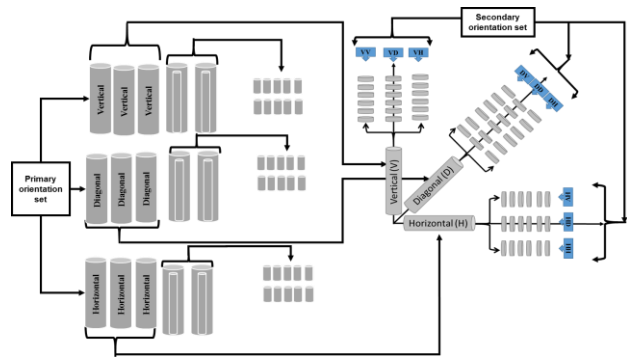 Secondary
orientation set
VV
VD
VH
DV
DD
DH
Vertical
Vertical
Vertical
Primary
orientation
set
Diagonal
Diagonal
Diagonal
Vertical (V)
Diagonal (D)
Horizontal (H)
Horizontal
Horizontal
Horizontal
HH